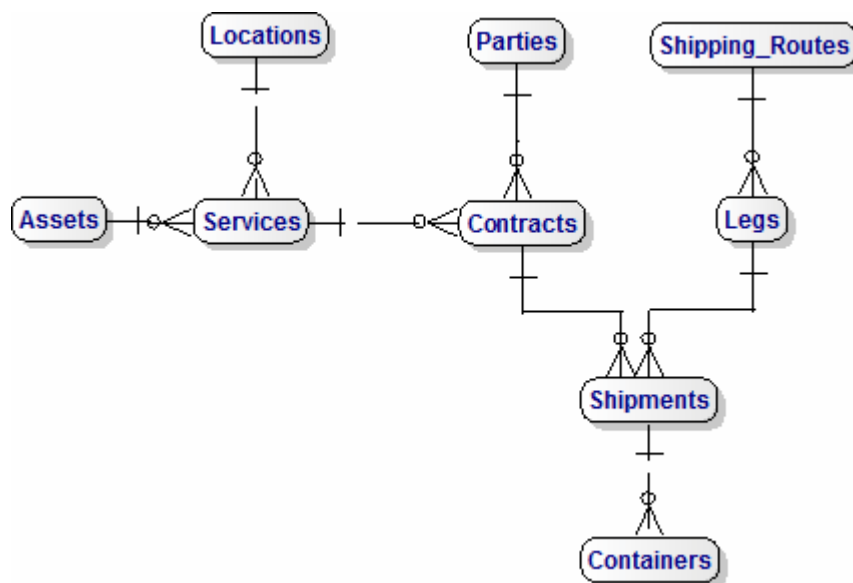 Locations
Parties
Shipping_Routes
Assets
Services
Contracts
Legs
Shipments
Containers